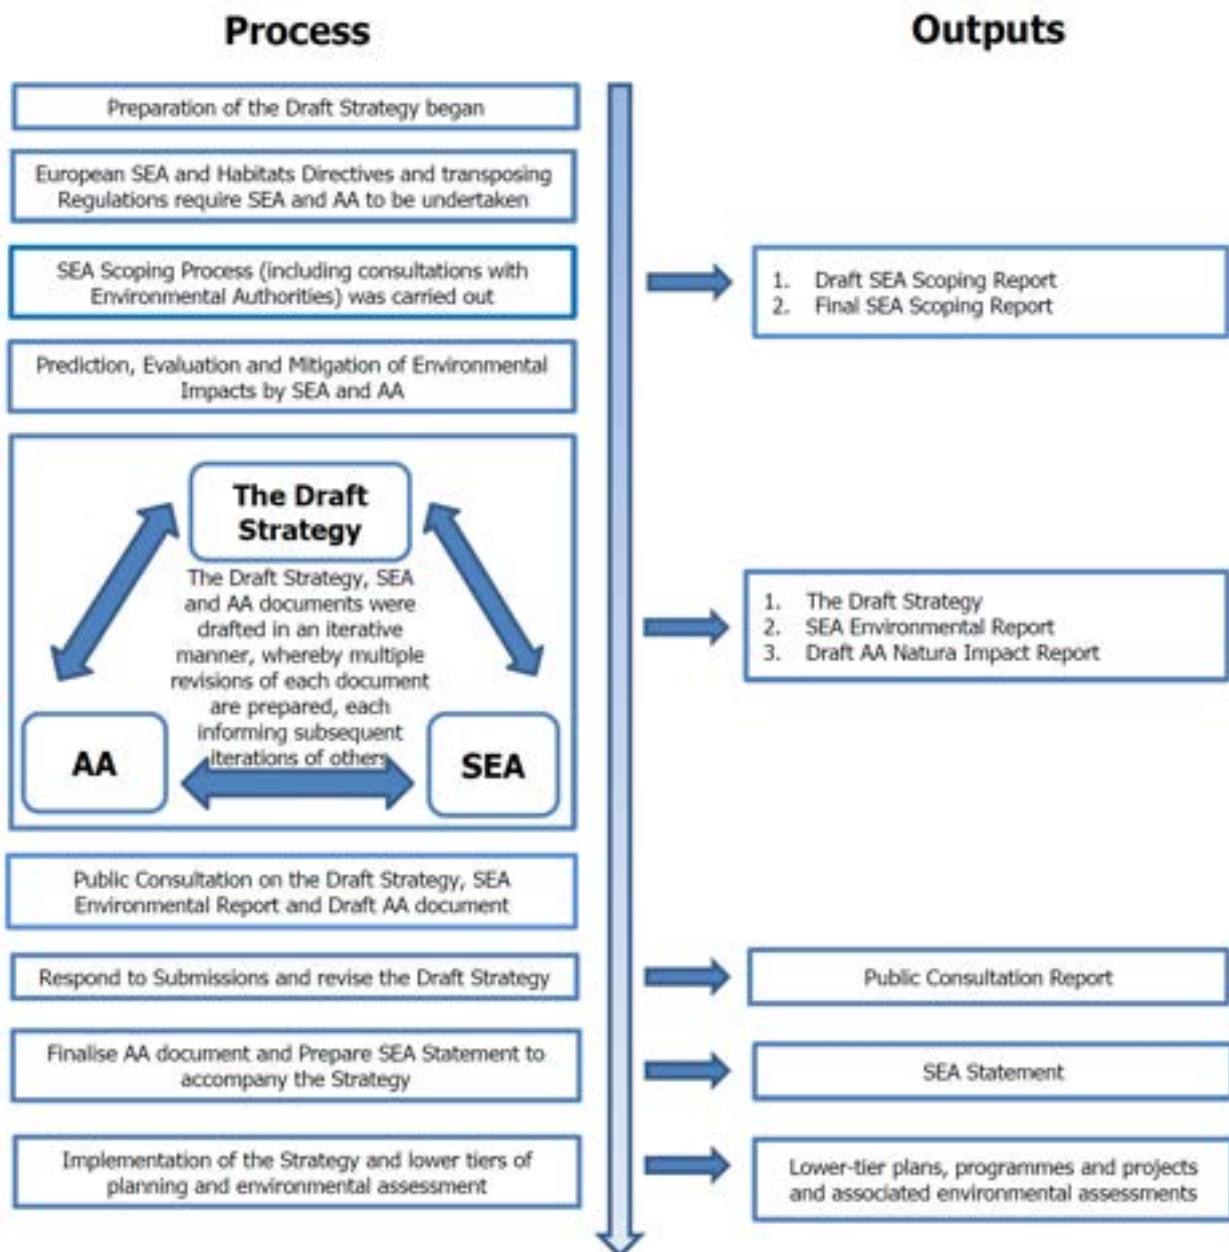 Process
Outputs
Preparation of the Draft Strategy began
European SEA and Habitats Directives and transposing
Regulations require SEA and AA to be undertaken
SEA Scoping Process (including consultations with
Environmental Authorities) was carried out
1. Draft SEA Scoping Report
2. Final SEA Scoping Report
Prediction, Evaluation and Mitigation of Environmental
Impacts by SEA and AA
The Draft
Strategy
The Draft Strategy, SEA
and AA documents were
drafted in an iterative
manner, whereby multiple
revisions of each document
are prepared, each
informing subsequent
iterations of others
AA
SEA
1. The Draft Strategy
2. SEA Environmental Report
3. Draft AA Natura Impact Report
Public Consultation on the Draft Strategy, SEA
Environmental Report and Draft AA document
Respond to Submissions and revise the Draft Strategy
Public Consultation Report
Finalise AA document and Prepare SEA Statement to
accompany the Strategy
SEA Statement
Implementation of the Strategy and lower tiers of
planning and environmental assessment
Lower-tier plans, programmes and projects
and associated environmental assessments